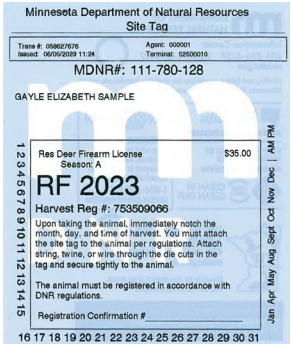 Minnesota Department of Natural Resources
Site Tag
Trans #: 058627676 Agent: 000001
Issued: 06/05/2023 11:24 Terminal: 52500010
MDNR#: 111-780-128
GAYLE ELIZABETH SAMPLE
Res Deer Firearm License $35.00
Season: A
RF 2023
Harvest Reg #: 753509066
Upon taking the animal, immediately notch the
month, day, and time of harvest. You must attach
the site tag to the animal per regulations. Attach
string, twine, or wire through the die cuts in the
tag and secure tightly to the animal.
The animal must be registered in accordance with
DNR regulations.
Registration Confirmation #
1 2 3 4 5 6 7 8 9 10 11 12 13 14 15
16 17 18 19 20 21 22 23 24 25 26 27 28 29 30 31
Jan Apr May Aug Sept Oct Nov Dec | AM PM